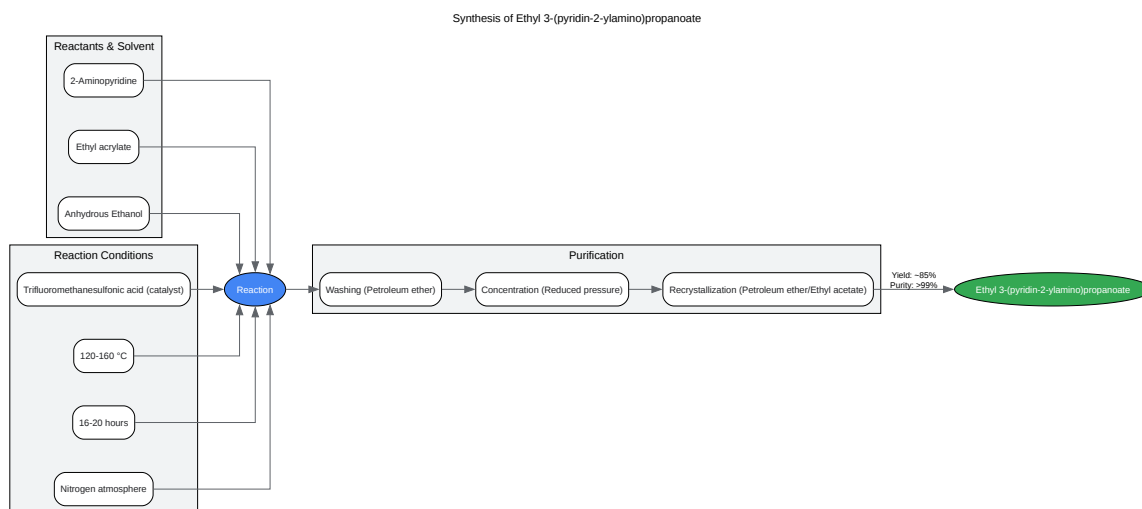 Synthesis of Ethyl 3-(pyridin-2-ylamino)propanoate
Reactants & Solvent
2-Aminopyridine
Ethyl acrylate
Anhydrous Ethanol
Reaction Conditions
Trifluoromethanesulfonic acid (catalyst)
120-160 °C
16-20 hours
Nitrogen atmosphere
Reaction
Purification
Washing (Petroleum ether)
Concentration (Reduced pressure)
Recrystallization (Petroleum ether/Ethyl acetate)
Yield: ~85%
Purity: >99%
Ethyl 3-(pyridin-2-ylamino)propanoate